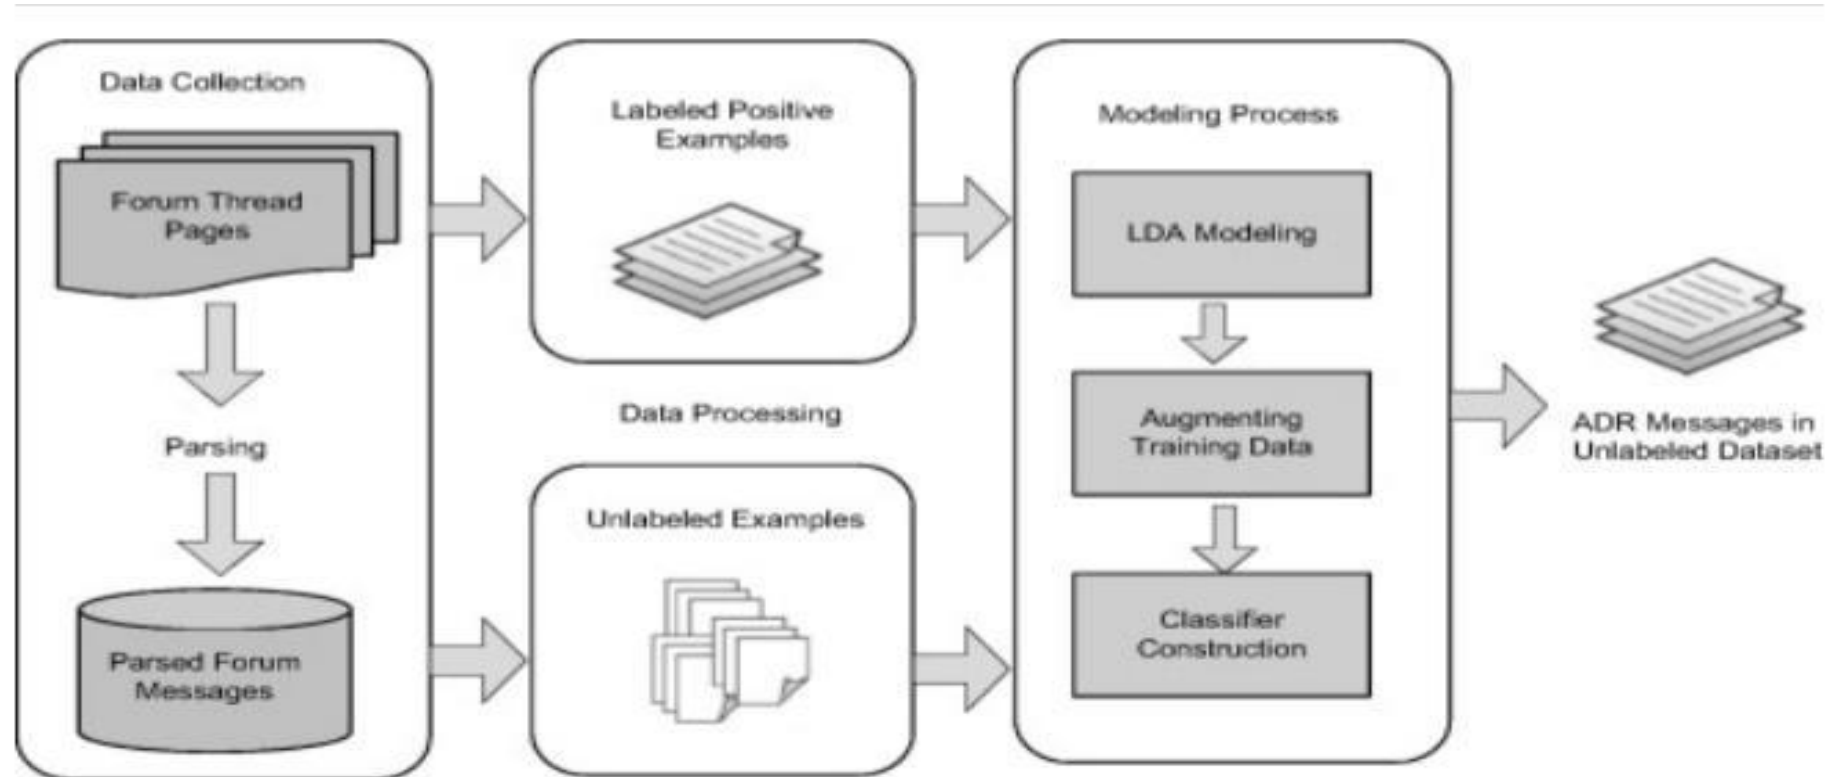 Data Collection
Forum Thread
Pages
Parsing
Parsed Forum
Messages
Labeled Positive
Examples
Data Processing
Unlabeled Examples
Modeling Process
LDA Modeling
Augmenting
Training Data
Classifier
Construction
ADR Messages in
Unlabeled Dataset